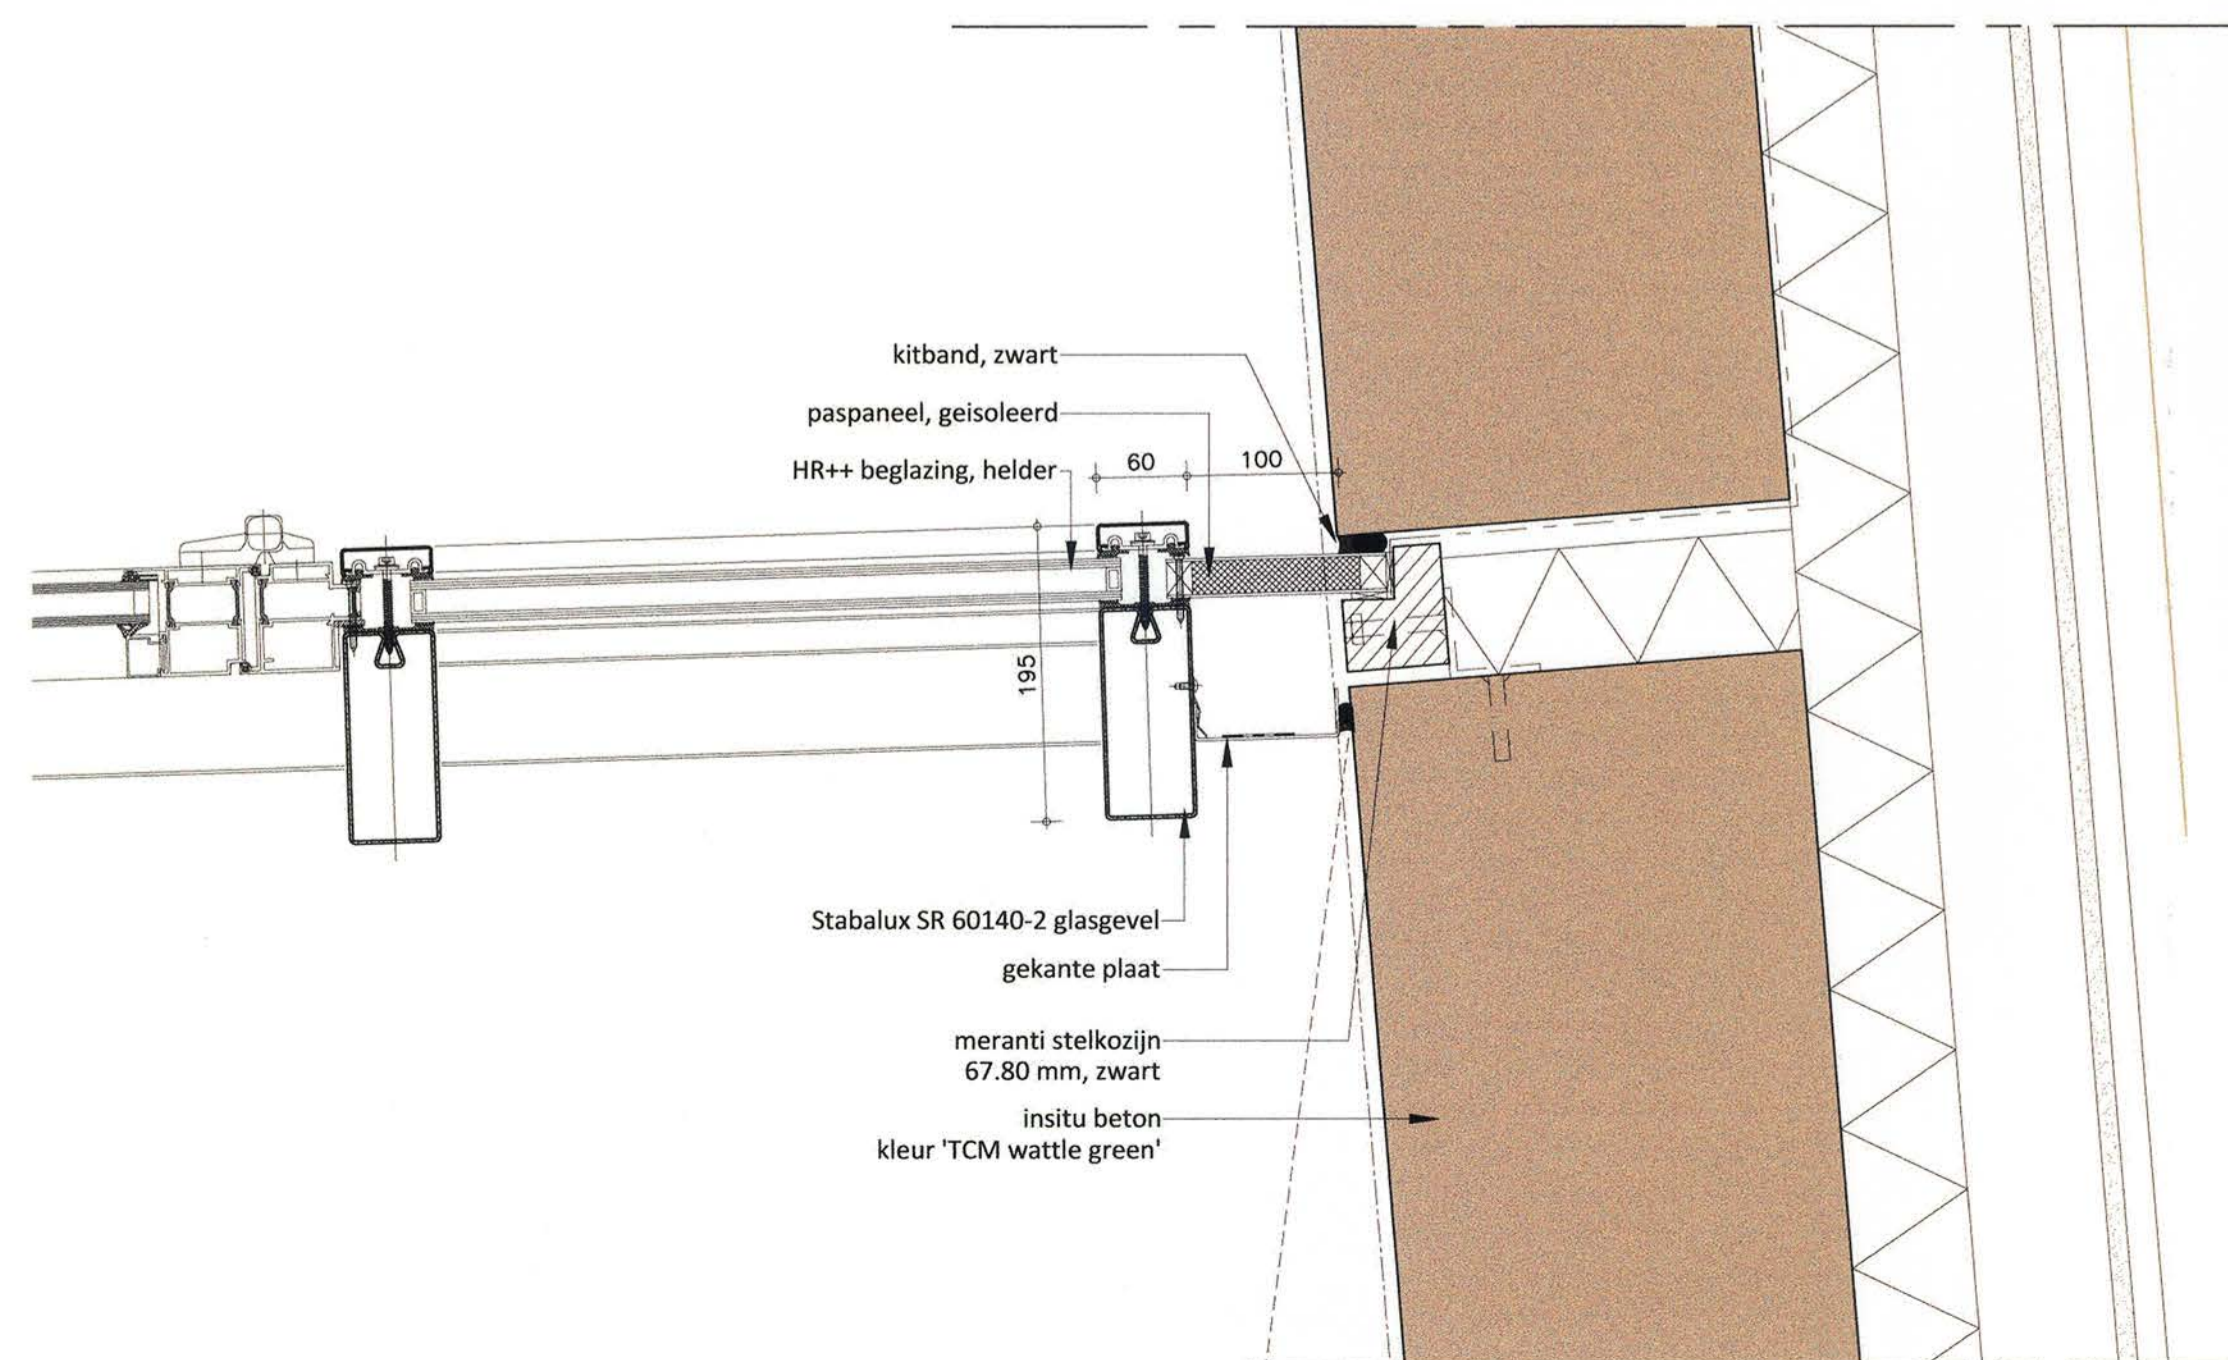 kitband, zwart
paspaneel, geisoleerd
HR++ beglazing, helder
60
100
195
Stabalux SR 60140-2 glasgevel
gekante plaat
meranti stelkozijn
67.80 mm, zwart
insitu beton
kleur 'TCM wattle green'